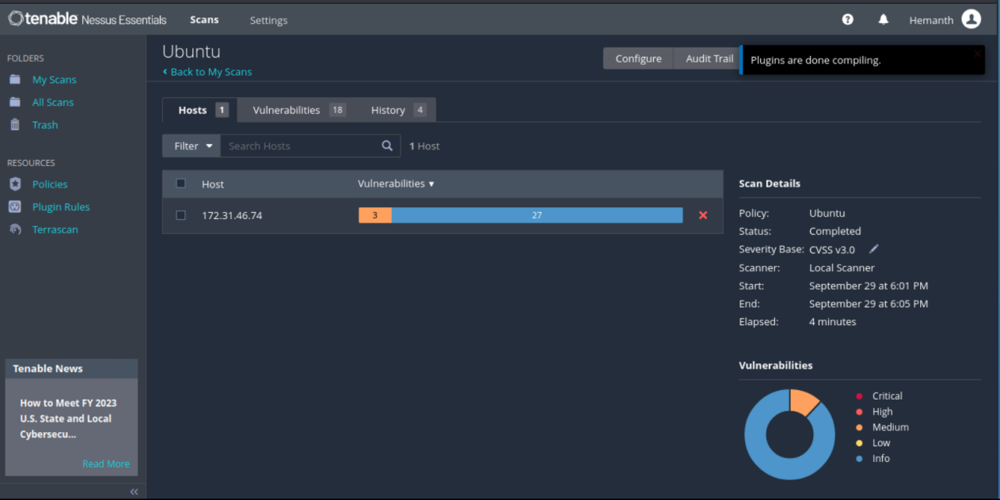 tenable Nessus Essentials Scans Settings Hemanth
FOLDERS
My Scans
All Scans
Trash
RESOURCES
Policies
Plugin Rules
Terrascan
Tenable News
How to Meet FY 2023
U.S. State and Local
Cybersecu...
Read More
Ubuntu
Back to My Scans
Configure Audit Trail
Plugins are done compiling.
Hosts 1 Vulnerabilities 18 History 4
Filter Search Hosts 1 Host
Host Vulnerabilities
172.31.46.74 3 27
Scan Details
Policy: Ubuntu
Status: Completed
Severity Base: CVSS v3.0
Scanner: Local Scanner
Start: September 29 at 6:01 PM
End: September 29 at 6:05 PM
Elapsed: 4 minutes
Vulnerabilities
Critical
High
Medium
Low
Info